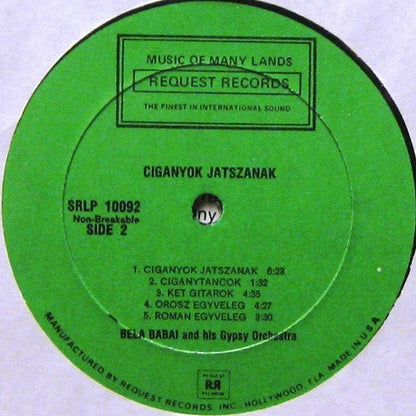 MUSIC OF MANY LANDS
REQUEST RECORDS
THE FINEST IN INTERNATIONAL SOUND
CIGANYOK JATSZANAK
SRLP 10092
Non-Breakable
SIDE 2
ny
1. CIGANYOK JATSZANAK 6:23
2. CIGANYTANCOK 1:32
3. KET GITAROK 4:35
4. OROSZ EGYVELEG 4:27
5. ROMAN EGYVELEG 3:30
BELA BABAI and his Gypsy Orchestra
MANUFACTURED BY REQUEST RECORDS, INC., HOLLYWOOD, FLA. MADE IN U.S.A.